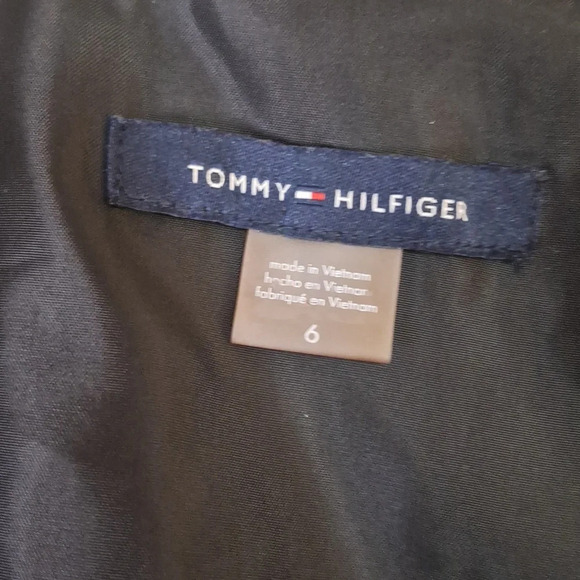 TOMMY HILFIGER
made in Vietnam
hecho en Vietnam
fabriqué en Vietnam
6